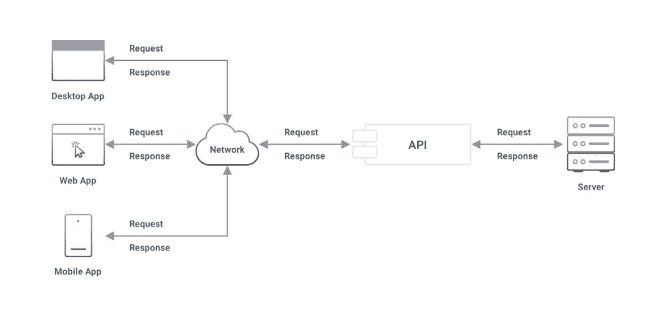 Request
Response
Desktop App
Request
Response
Web App
Network
Request
Response
API
Request
Response
Server
Request
Response
Mobile App